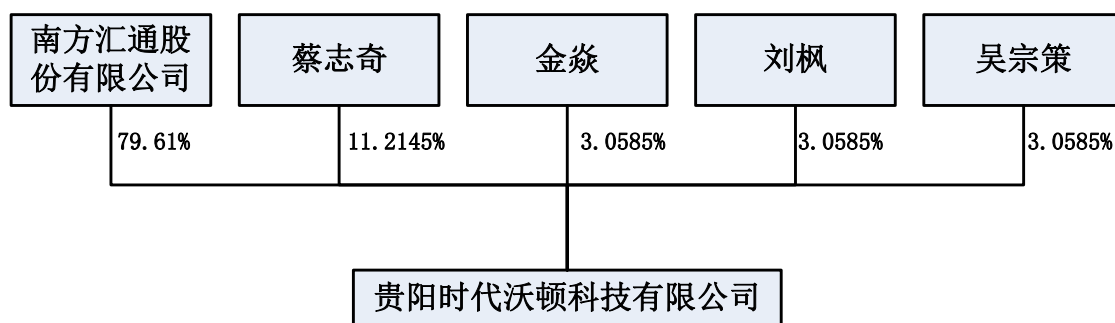 南方汇通股
份有限公司
蔡志奇
金焱
刘枫
吴宗策
79.61%
11.2145%
3.0585%
3.0585%
3.0585%
贵阳时代沃顿科技有限公司